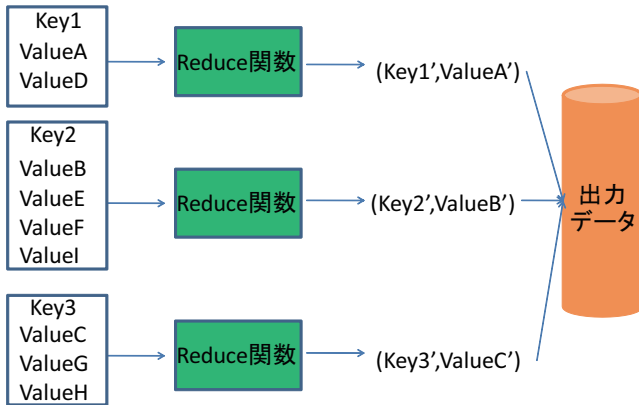 Key1
ValueA
ValueD
Reduce関数
(Key1',ValueA')
Key2
ValueB
ValueE
ValueF
ValueI
Reduce関数
(Key2',ValueB')
出力
データ
Key3
ValueC
ValueG
ValueH
Reduce関数
(Key3',ValueC')